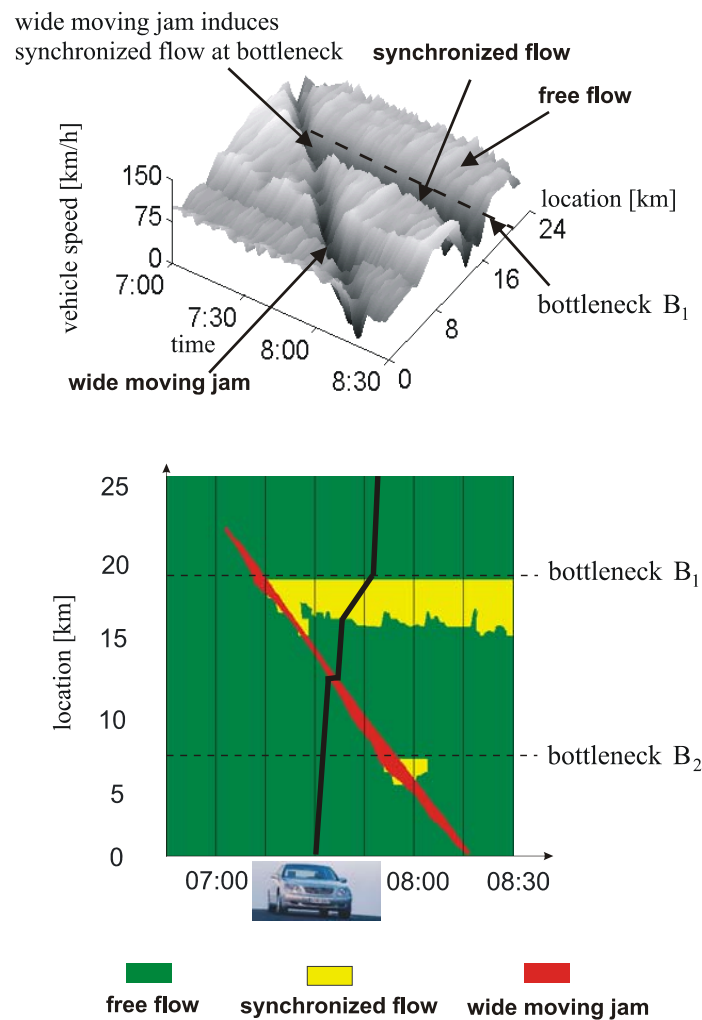 wide moving jam induces
synchronized flow at bottleneck
synchronized flow
free flow
vehicle speed [km/h]
150
75
0
7:00
7:30
8:00
8:30
time
0
8
16
24
location [km]
bottleneck B₁
wide moving jam
25
20
15
10
5
0
location [km]
bottleneck B₁
bottleneck B₂
07:00
08:00
08:30
free flow
synchronized flow
wide moving jam